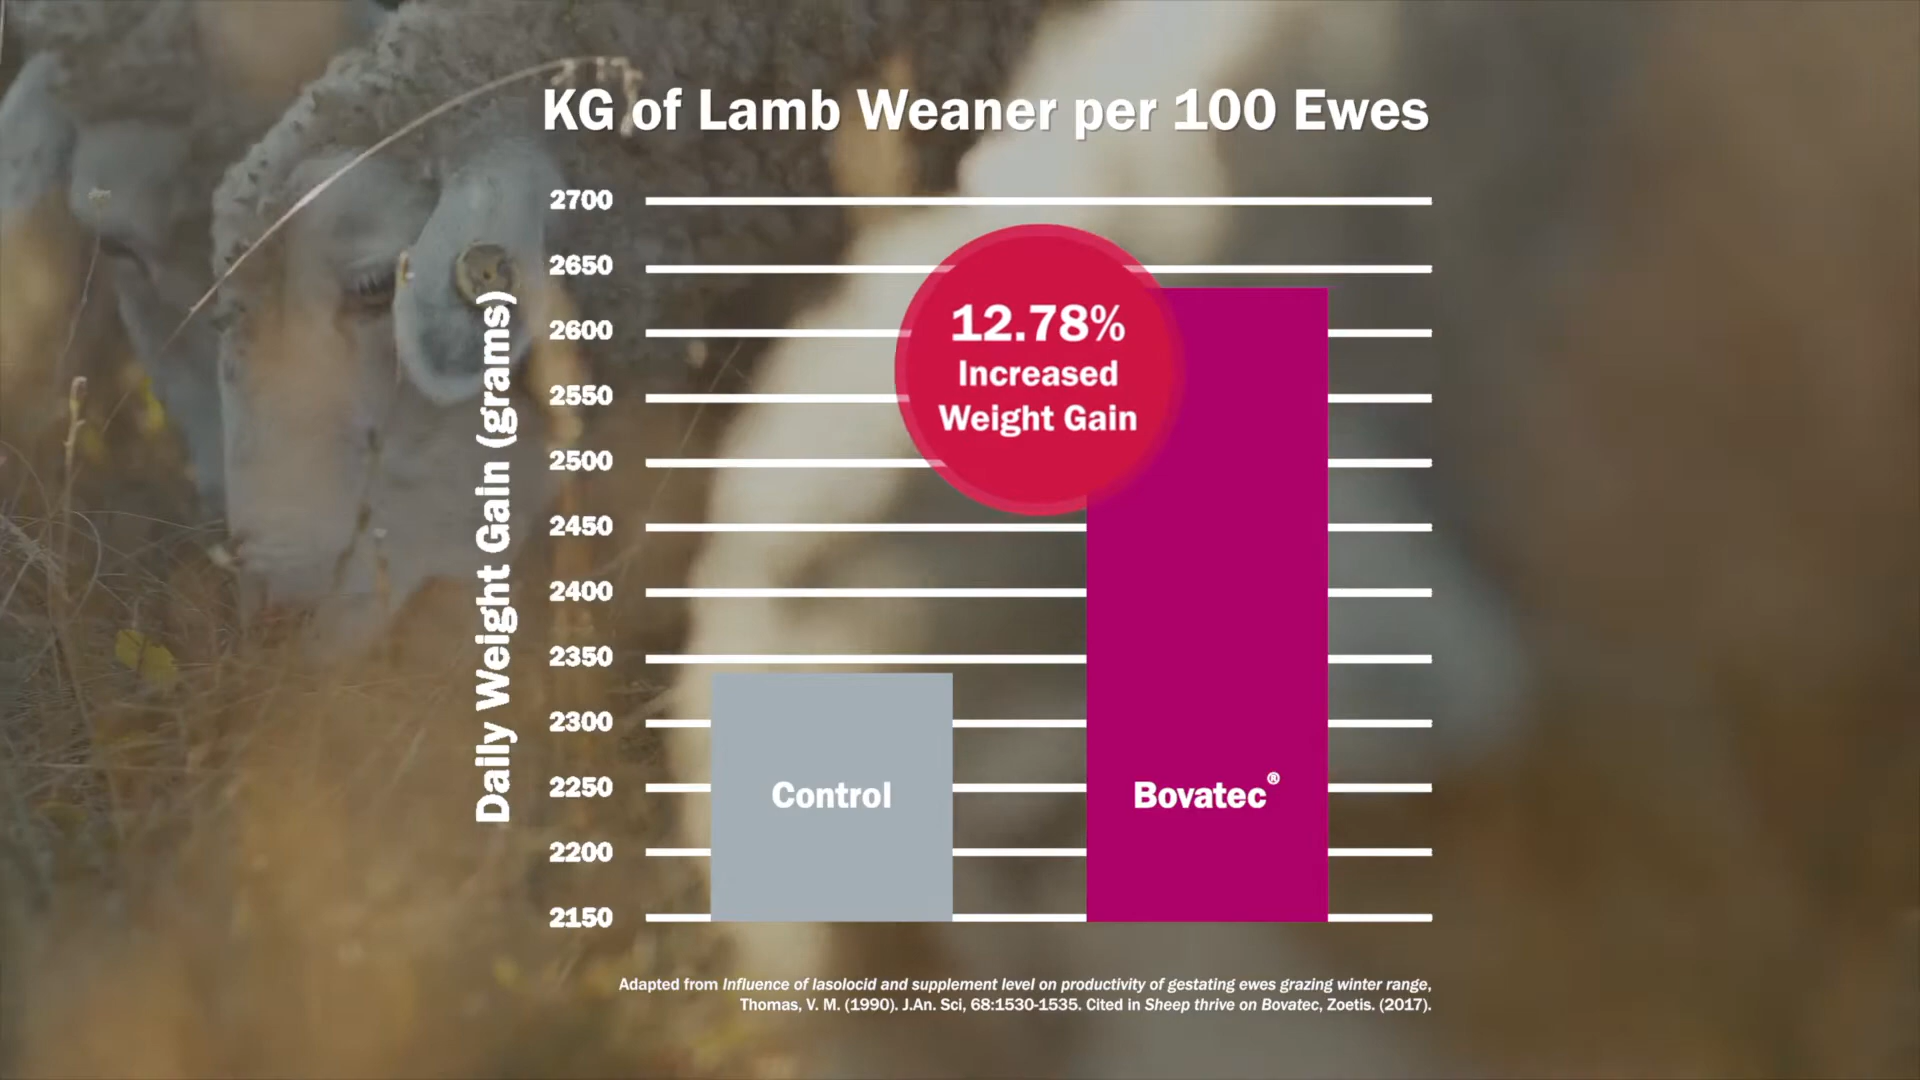 KG of Lamb Weaner per 100 Ewes
Daily Weight Gain (grams)
2700
2650
2600
2550
2500
2450
2400
2350
2300
2250
2200
2150
12.78%
Increased
Weight Gain
Control
Bovatec®
Adapted from Influence of lasolocid and supplement level on productivity of gestating ewes grazing winter range,
Thomas, V. M. (1990). J.An. Sci, 68:1530-1535. Cited in Sheep thrive on Bovatec, Zoetis. (2017).